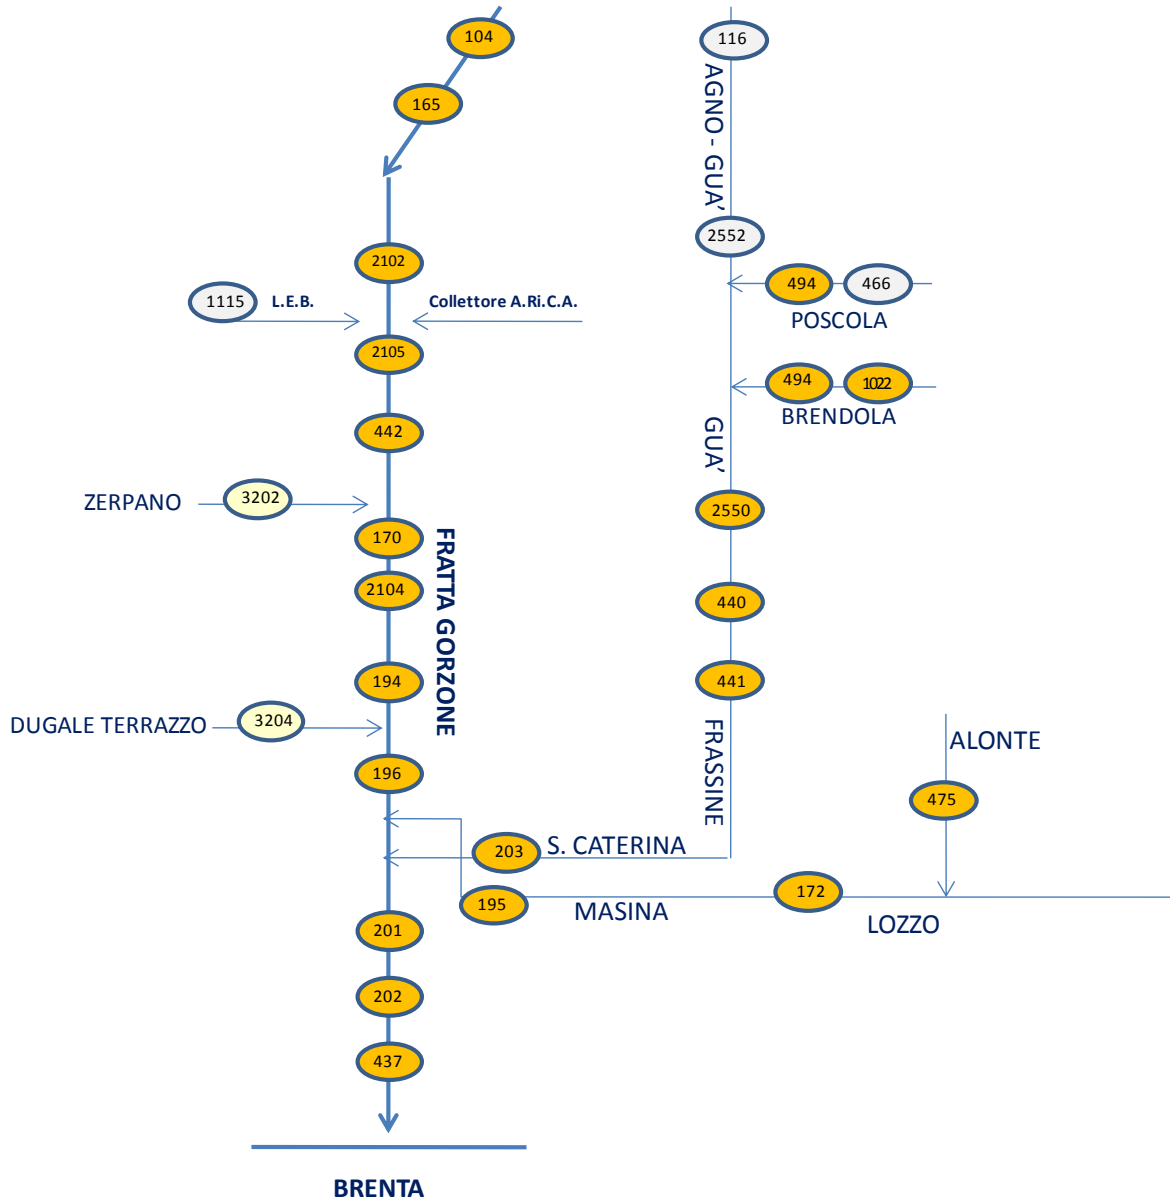 104
116
165
AGNO - GUA'
2552
2102
494
466
1115
L.E.B.
Collettore A.Ri.C.A.
POSCOLA
2105
494
1022
BRENDOLA
442
GUA'
ZERPANO
3202
2550
170
FRATTA GORZONE
2104
440
194
441
DUGALE TERRAZZO
3204
FRASSINE
ALONTE
196
475
203
S. CATERINA
172
195
MASINA
LOZZO
201
202
437
BRENTA